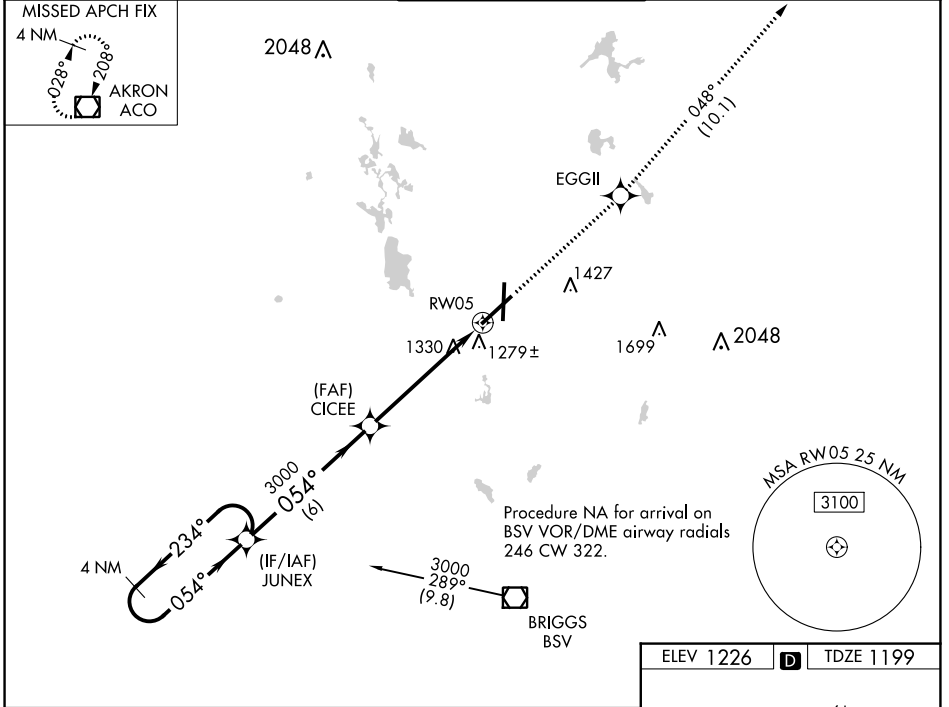 MISSED APCH FIX
4 NM
028°
208°
AKRON
ACO
2048
048°
(10.1)
EGGII
1427
RW05
1330
1279±
1699
2048
(FAF)
CICEE
3000
054°
(6)
MSA RW05 25 NM
3100
Procedure NA for arrival on
BSV VOR/DME airway radials
246 CW 322.
234°
4 NM
054°
(IF/IAF)
JUNEX
3000
289°
(9.8)
BRIGGS
BSV
ELEV 1226 D TDZE 1199